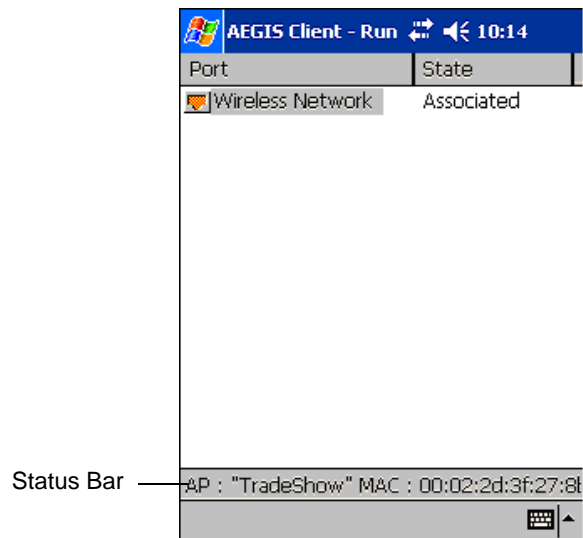 AEGIS Client - Run 10:14
Port State
Wireless Network Associated
Status Bar
AP : "TradeShow" MAC : 00:02:2d:3f:27:8